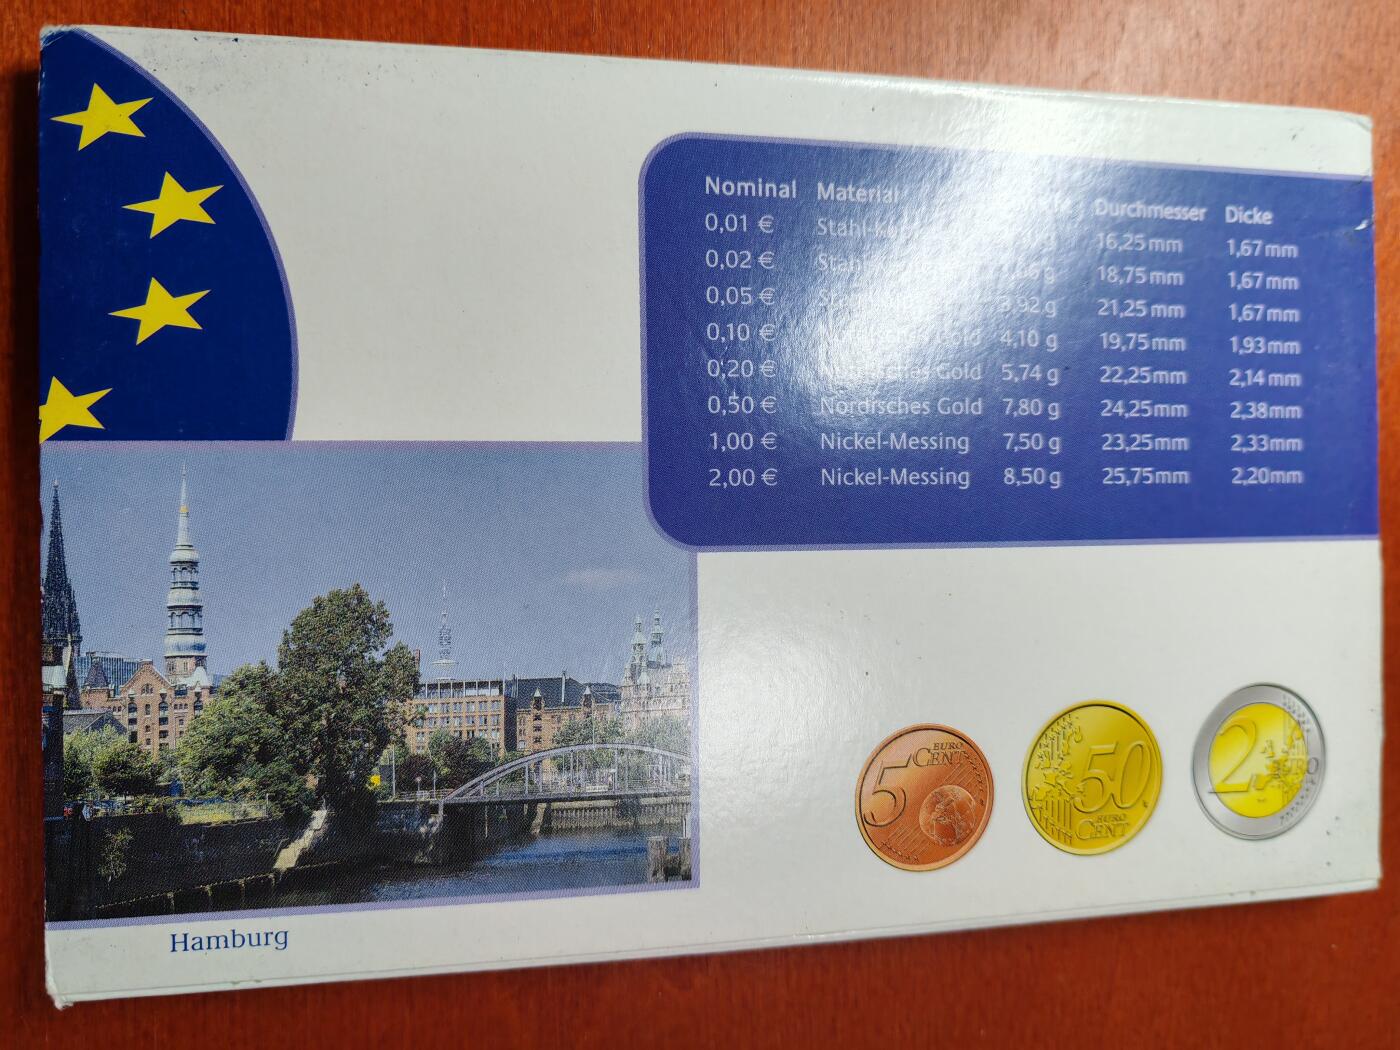 Nominal Material Durchmesser Dicke
0,01 € 16,25 mm 1,67 mm
0,02 € 18,75 mm 1,67 mm
0,05 € 3,92 g 21,25 mm 1,67 mm
0,10 € Nordisches Gold 4,10 g 19,75 mm 1,93 mm
0,20 € Nordisches Gold 5,74 g 22,25 mm 2,14 mm
0,50 € Nordisches Gold 7,80 g 24,25 mm 2,38 mm
1,00 € Nickel-Messing 7,50 g 23,25 mm 2,33 mm
2,00 € Nickel-Messing 8,50 g 25,75 mm 2,20 mm
5 EURO
CENT
50
EURO
CENT
2 EURO
Hamburg